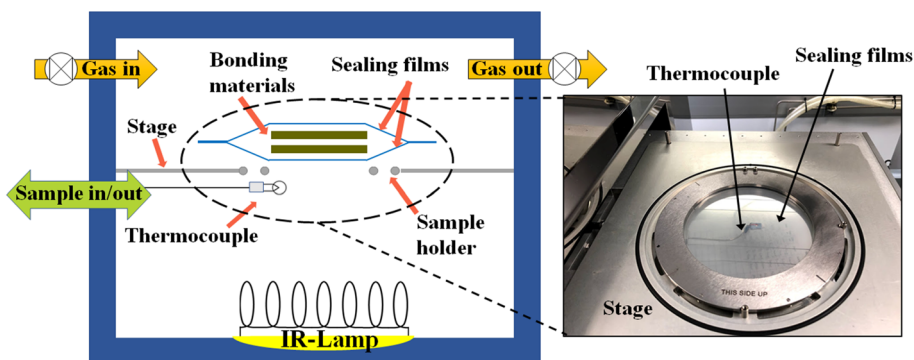 Gas in
Bonding
materials
Sealing films
Gas out
Stage
Sample in/out
Thermocouple
Sample
holder
IR-Lamp
Thermocouple
Sealing films
THIS SIDE UP
Stage